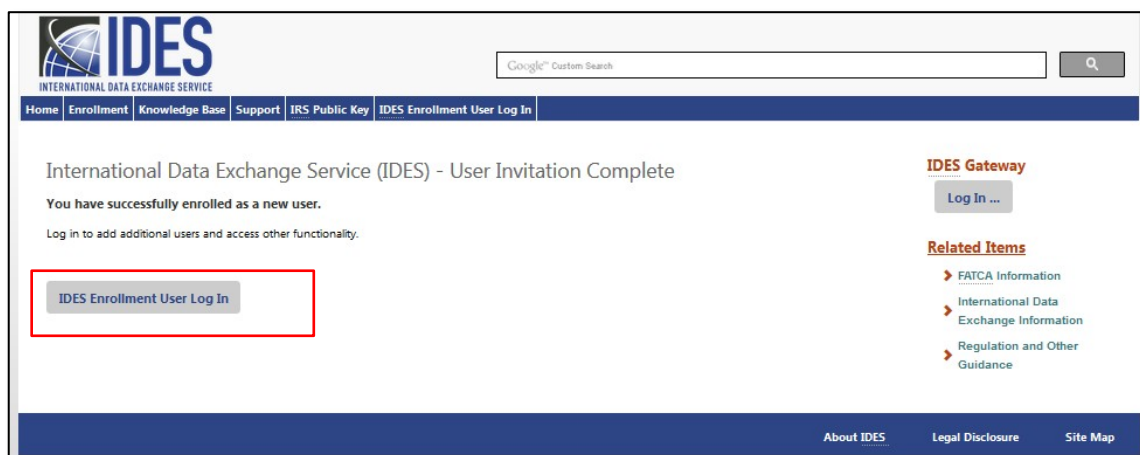 IDES
INTERNATIONAL DATA EXCHANGE SERVICE
Google™ Custom Search
Home Enrollment Knowledge Base Support IRS Public Key IDES Enrollment User Log In
International Data Exchange Service (IDES) - User Invitation Complete
You have successfully enrolled as a new user.
Log in to add additional users and access other functionality.
IDES Enrollment User Log In
IDES Gateway
Log In ...
Related Items
FATCA Information
International Data
Exchange Information
Regulation and Other
Guidance
About IDES Legal Disclosure Site Map